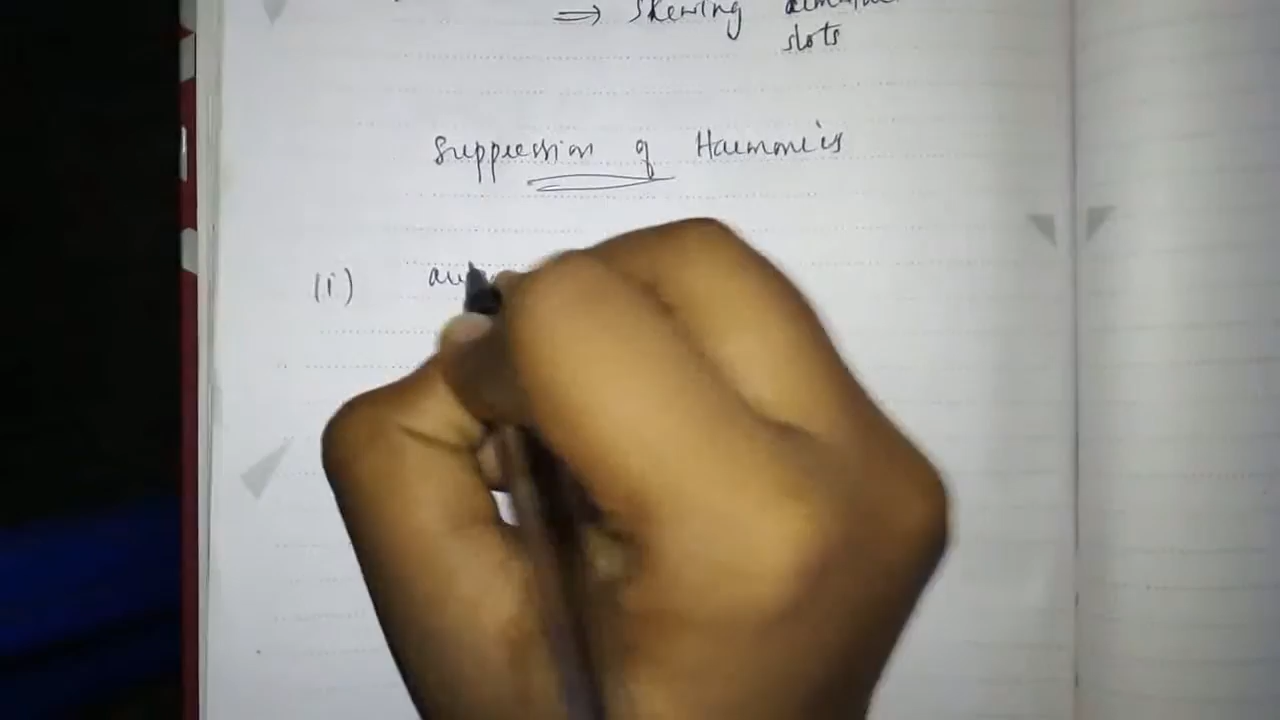 ⇒ Skewing
slots
Suppression of Harmonics
(i)